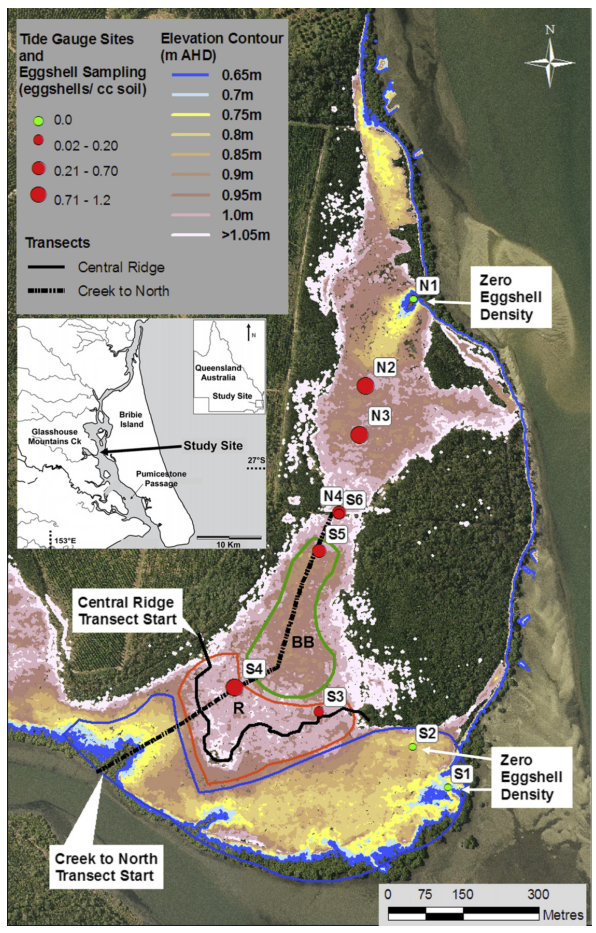 Tide Gauge Sites
and
Eggshell Sampling
(eggshells/ cc soil)
0.0
0.02 - 0.20
0.21 - 0.70
0.71 - 1.2
Elevation Contour
(m AHD)
0.65m
0.7m
0.75m
0.8m
0.85m
0.9m
0.95m
1.0m
>1.05m
Transects
Central Ridge
Creek to North
N
N1
Zero
Eggshell
Density
N2
N3
N4
S6
S5
N
Queensland
Australia
Study Site
Bribie
Island
Glasshouse
Mountains Ck
Study Site
Pumicestone
Passage
27°S
153°E
10 Km
Central Ridge
Transect Start
BB
S4
R
S3
S2
S1
Zero
Eggshell
Density
Creek to North
Transect Start
0 75 150 300
Metres